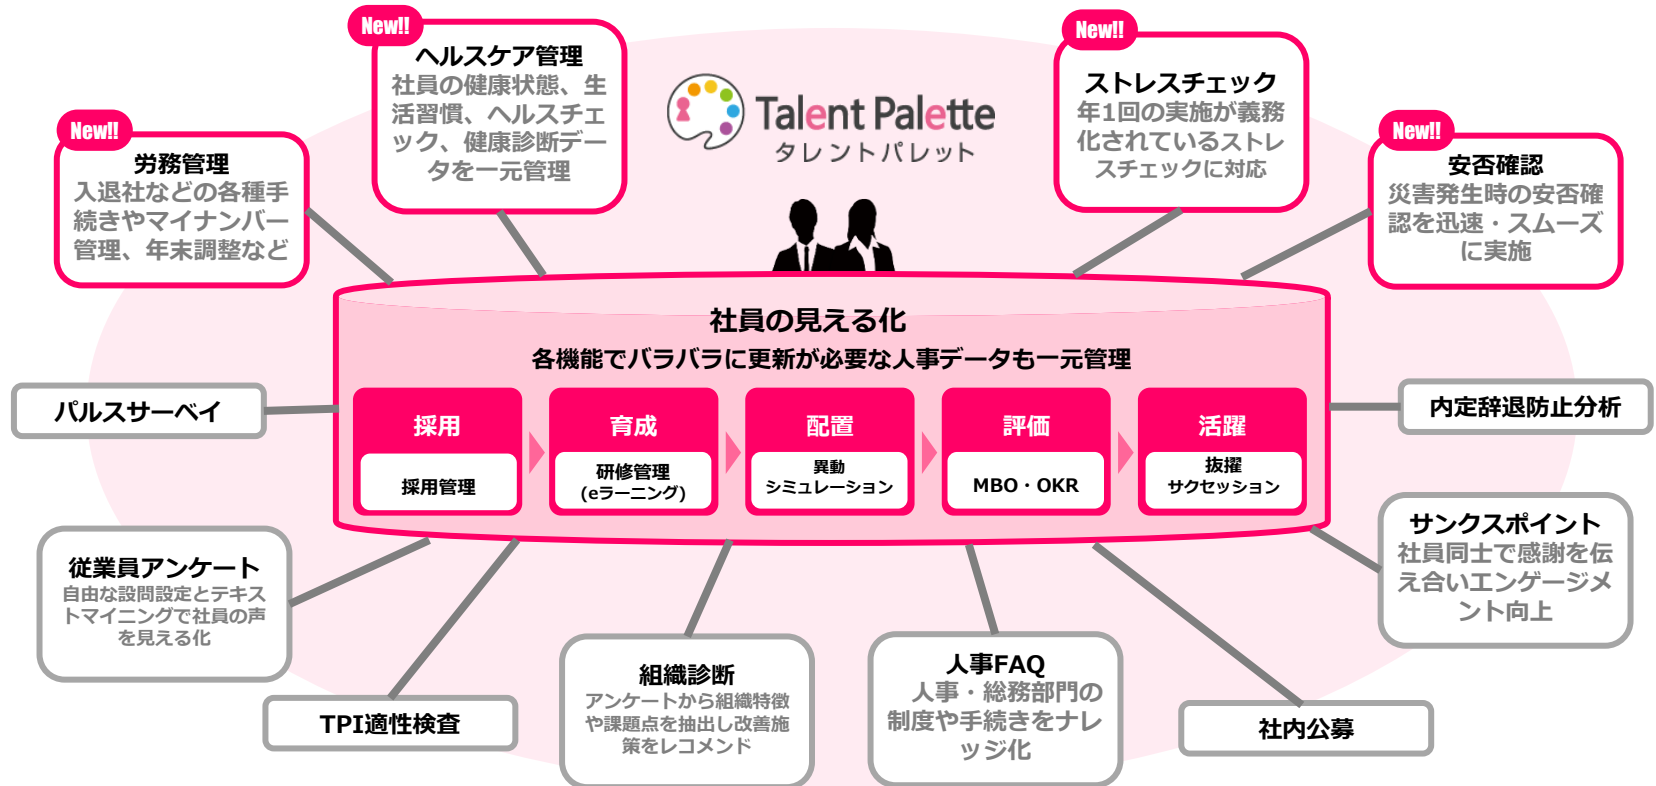 New!!
ヘルスケア管理
社員の健康状態、生
活習慣、ヘルスチェ
ック、健康診断デー
タを一元管理
New!!
ストレスチェック
年1回の実施が義務
化されているストレ
スチェックに対応
Talent Palette
タレントパレット
New!!
労務管理
入退社などの各種手
続きやマイナンバー
管理、年末調整など
New!!
安否確認
災害発生時の安否確
認を迅速・スムーズ
に実施
社員の見える化
各機能でバラバラに更新が必要な人事データも一元管理
パルスサーベイ
内定辞退防止分析
採用
採用管理
育成
研修管理
(eラーニング)
配置
異動
シミュレーション
評価
MBO・OKR
活躍
抜擢
サクセッション
従業員アンケート
自由な設問設定とテキス
トマイニングで社員の声
を見える化
サンクスポイント
社員同士で感謝を伝
え合いエンゲージメ
ント向上
TPI適性検査
組織診断
アンケートから組織特徴
や課題点を抽出し改善施
策をレコメンド
人事FAQ
人事・総務部門の
制度や手続きをナレ
ッジ化
社内公募